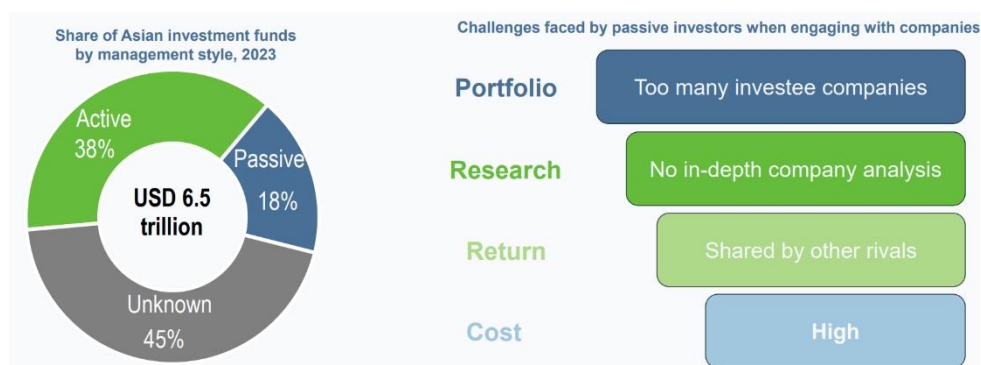 Share of Asian investment funds
by management style, 2023
Active
38%
Passive
18%
USD 6.5
trillion
Unknown
45%
Challenges faced by passive investors when engaging with companies
Portfolio
Too many investee companies
Research
No in-depth company analysis
Return
Shared by other rivals
Cost
High